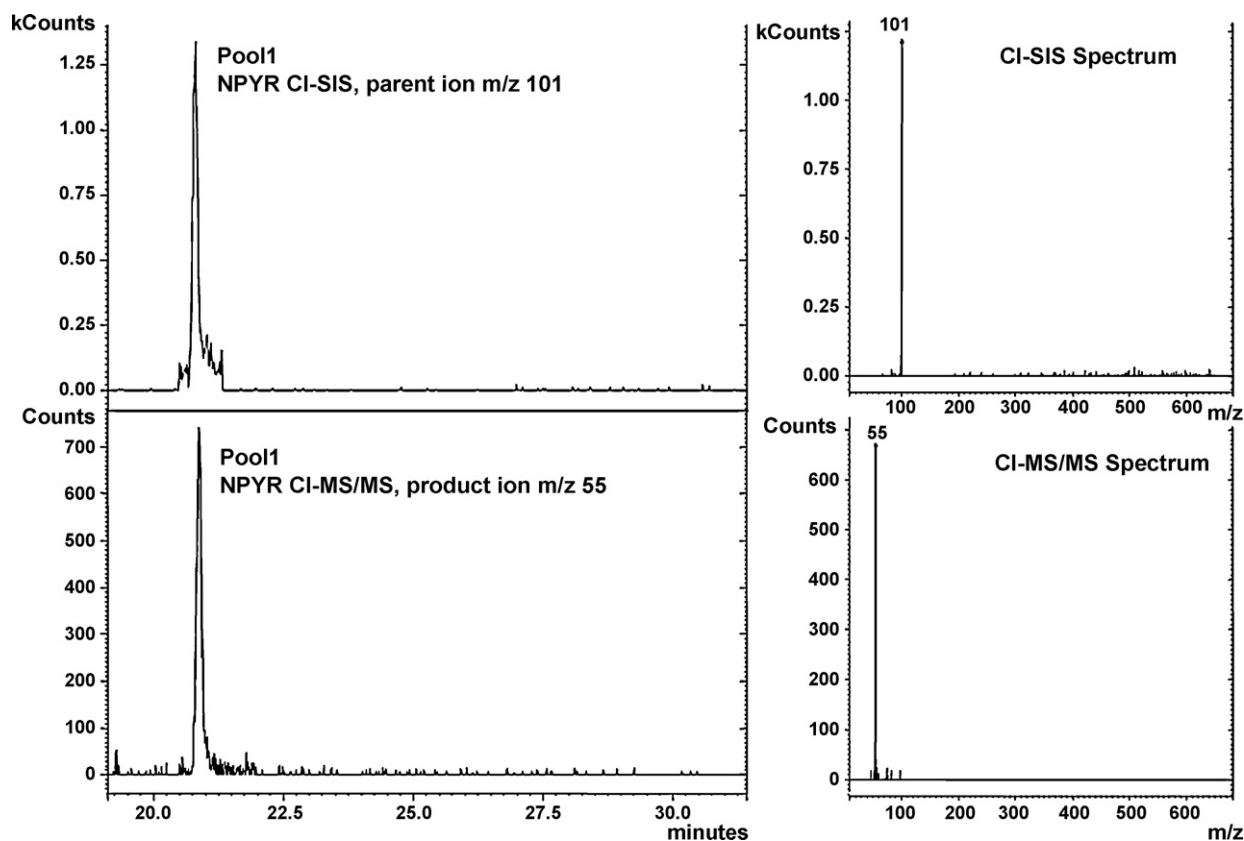 kCounts
1.25
1.00
0.75
0.50
0.25
0.00
Pool1
NPYR CI-SIS, parent ion m/z 101
kCounts
101
1.00
0.75
0.50
0.25
0.00
CI-SIS Spectrum
100 200 300 400 500 600 m/z
Counts
700
600
500
400
300
200
100
0
Pool1
NPYR CI-MS/MS, product ion m/z 55
20.0 22.5 25.0 27.5 30.0
minutes
Counts
55
600
500
400
300
200
100
0
CI-MS/MS Spectrum
100 200 300 400 500 600
m/z